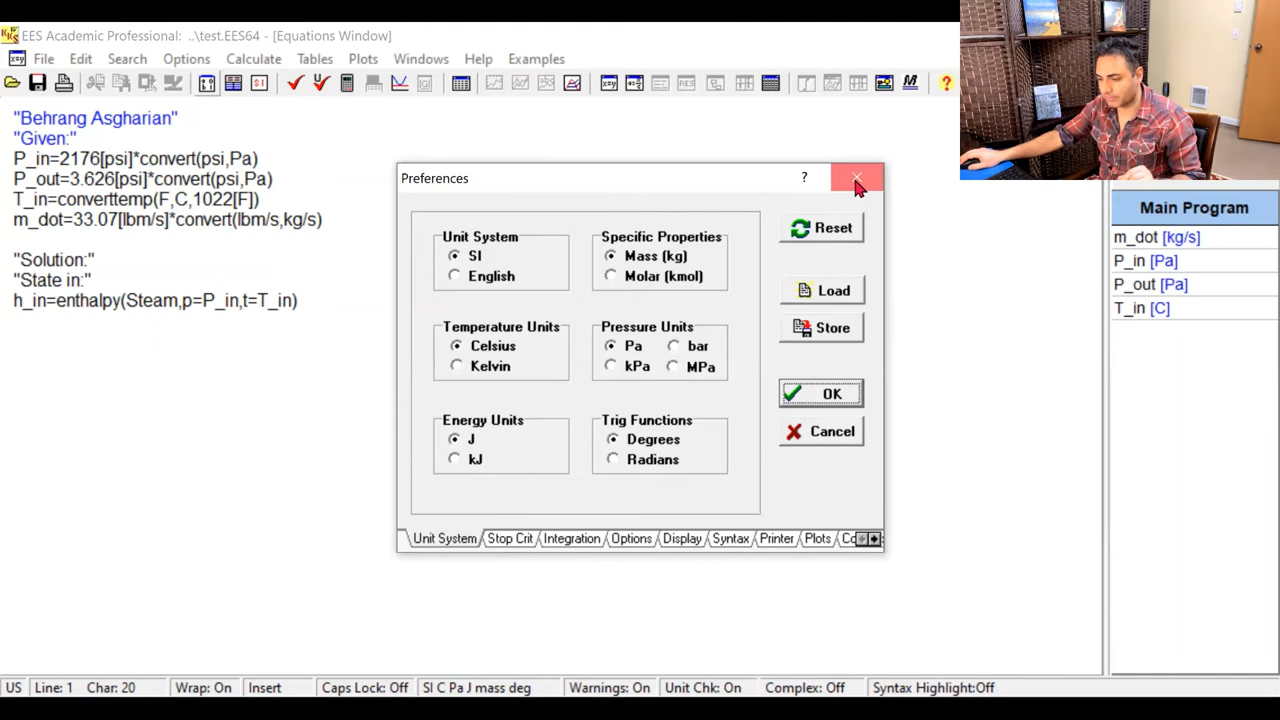 EES Academic Professional: ..\test.EES64 - [Equations Window]
File Edit Search Options Calculate Tables Plots Windows Examples
"Behrang Asgharian"
"Given:"
P_in=2176[psi]*convert(psi,Pa)
P_out=3.626[psi]*convert(psi,Pa)
T_in=converttemp(F,C,1022[F])
m_dot=33.07[lbm/s]*convert(lbm/s,kg/s)
"Solution:"
"State in:"
h_in=enthalpy(Steam,p=P_in,t=T_in)
Preferences ?
Unit System
SI
English
Specific Properties
Mass (kg)
Molar (kmol)
Temperature Units
Celsius
Kelvin
Pressure Units
Pa bar
kPa MPa
Energy Units
J
kJ
Trig Functions
Degrees
Radians
Reset
Load
Store
OK
Cancel
Unit System Stop Crit Integration Options Display Syntax Printer Plots
Main Program
m_dot [kg/s]
P_in [Pa]
P_out [Pa]
T_in [C]
US Line: 1 Char: 20 Wrap: On Insert Caps Lock: Off SI C Pa J mass deg Warnings: On Unit Chk: On Complex: Off Syntax Highlight:Off